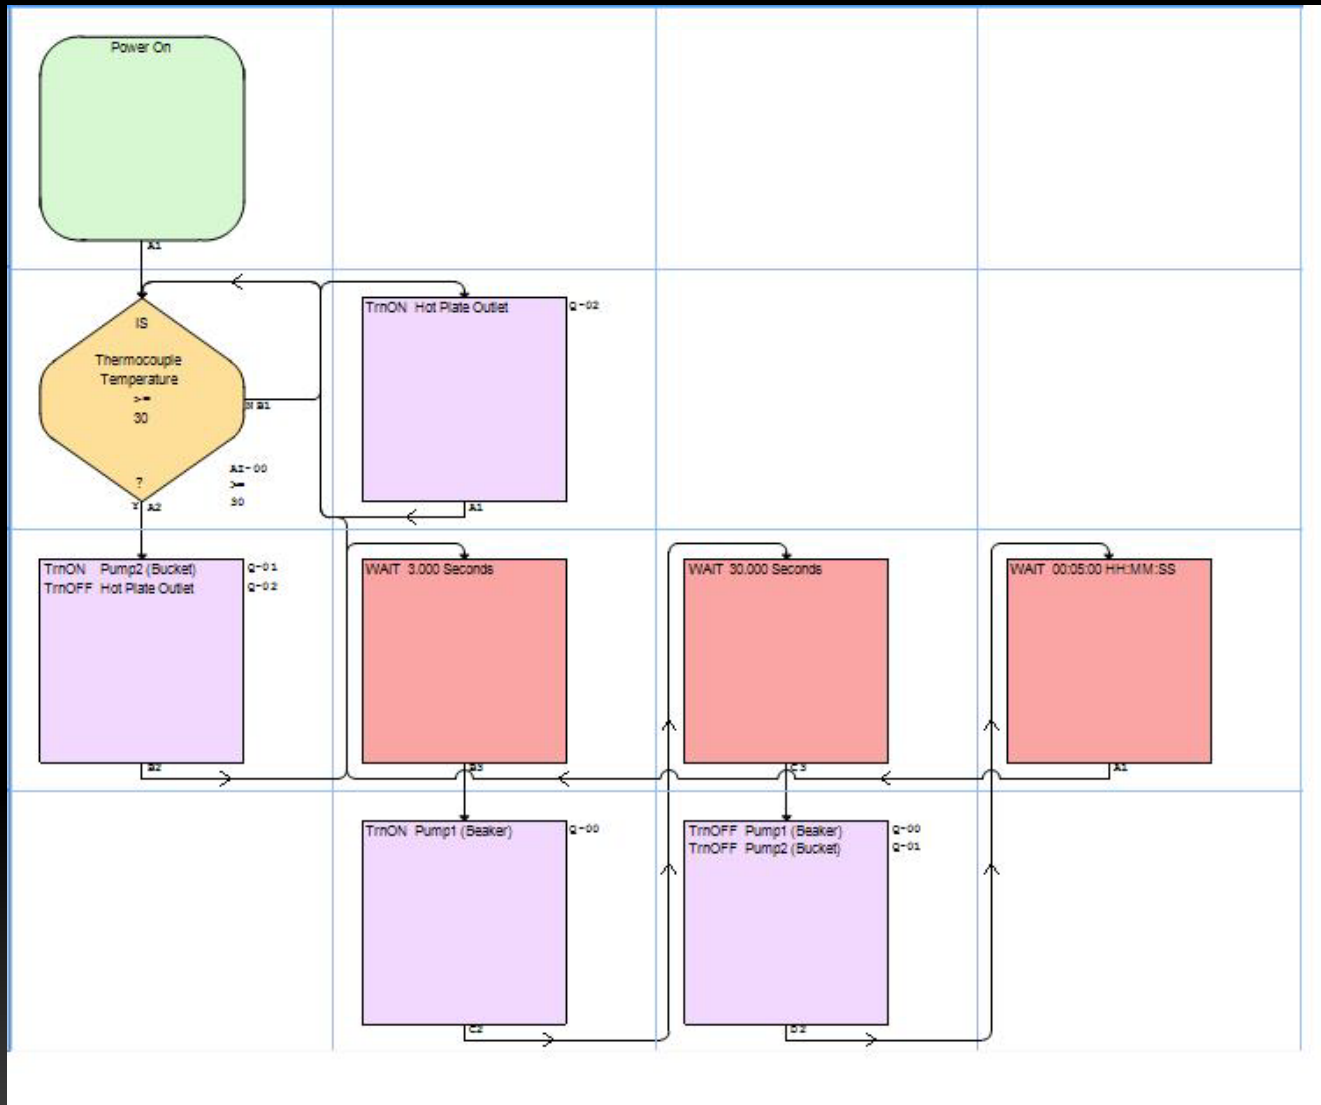 Power On
A1
IS
Thermocouple
Temperature
>=
30
?
N B1
AI-00
>=
30
Y A2
TrnON Hot Plate Outlet
Q-02
A1
TrnON Pump2 (Bucket)
TrnOFF Hot Plate Outlet
Q-01
Q-02
B2
WAIT 3.000 Seconds
B3
WAIT 30.000 Seconds
C3
WAIT 00:05:00 HH:MM:SS
A1
TrnON Pump1 (Beaker)
Q-00
C2
TrnOFF Pump1 (Beaker)
TrnOFF Pump2 (Bucket)
Q-00
Q-01
D2